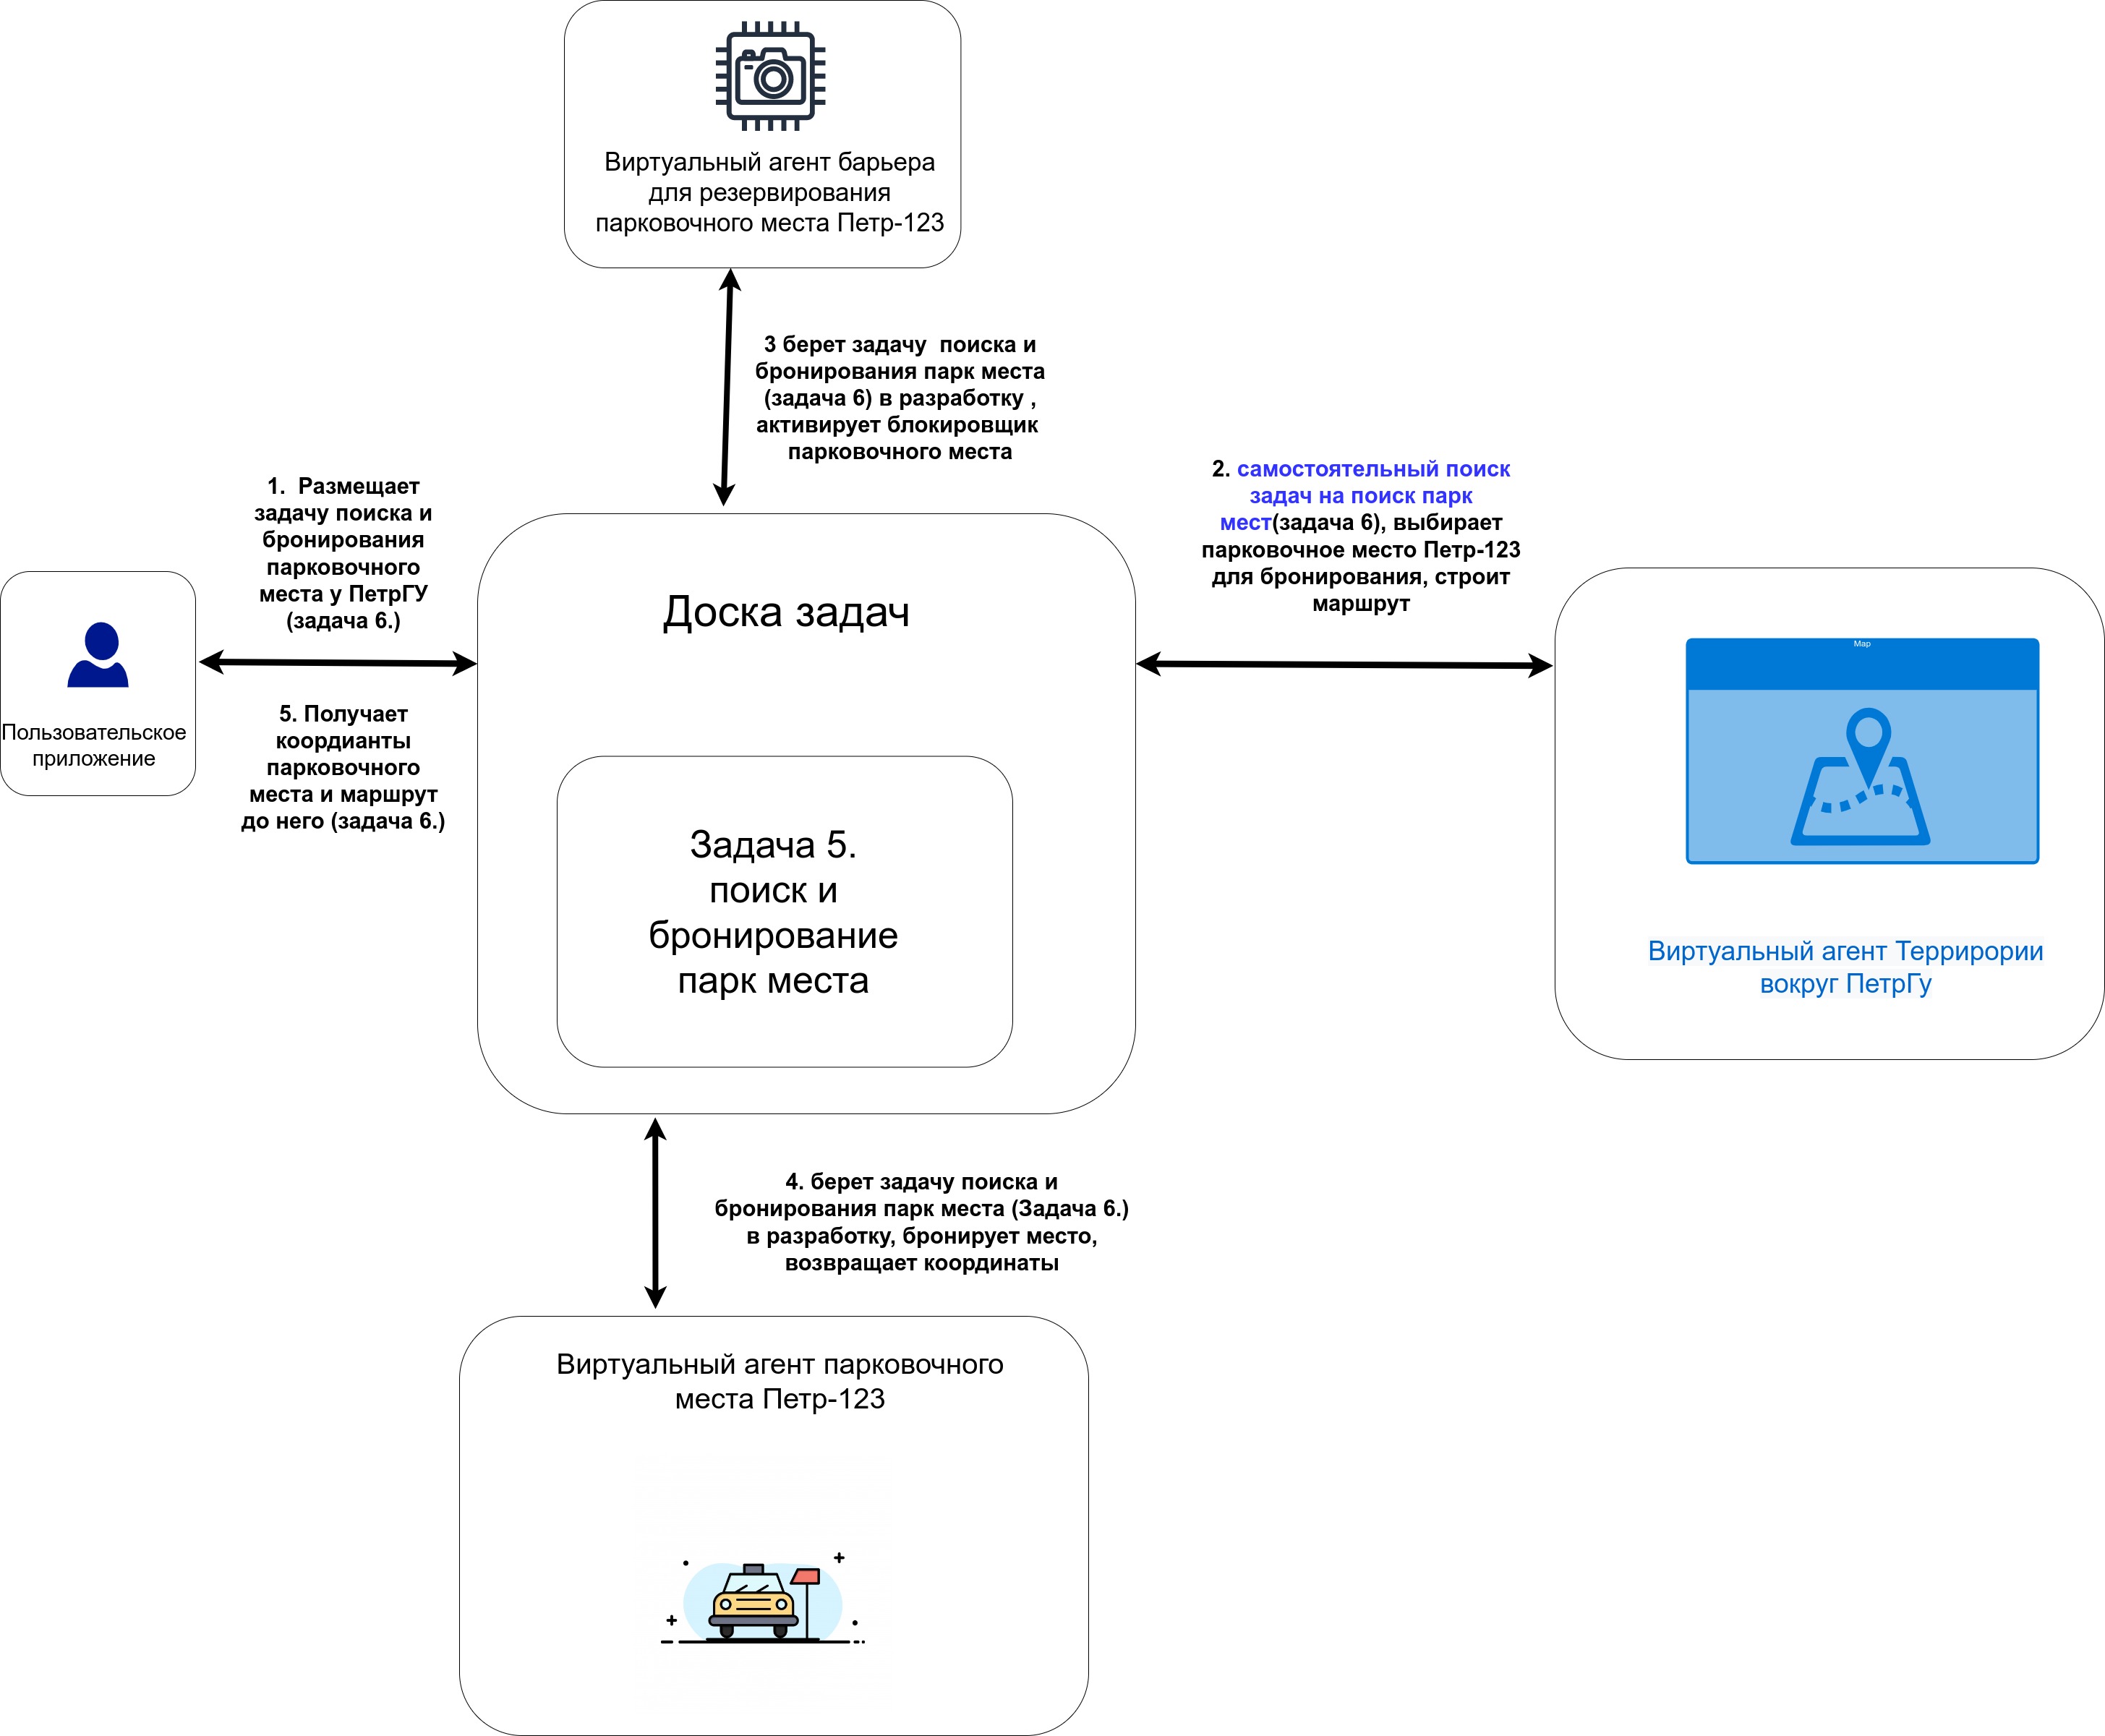 Виртуальный агент барьера
для резервирования
парковочного места Петр-123
3 берет задачу  поиска и
бронирования парк места
(задача 6) в разработку ,
активирует блокировщик
парковочного места
1.  Размещает
задачу поиска и
бронирования
парковочного
места у ПетрГУ
(задача 6.)
2. самостоятельный поиск
задач на поиск парк
мест(задача 6), выбирает
парковочное место Петр-123
для бронирования, строит
маршрут
Доска задач
Пользовательское
приложение
5. Получает
коордианты
парковочного
места и маршрут
до него (задача 6.)
Map
Задача 5.
поиск и
бронирование
парк места
Виртуальный агент Террирории
вокруг ПетрГу
4. берет задачу поиска и
бронирования парк места (Задача 6.)
в разработку, бронирует место,
возвращает координаты
Виртуальный агент парковочного
места Петр-123